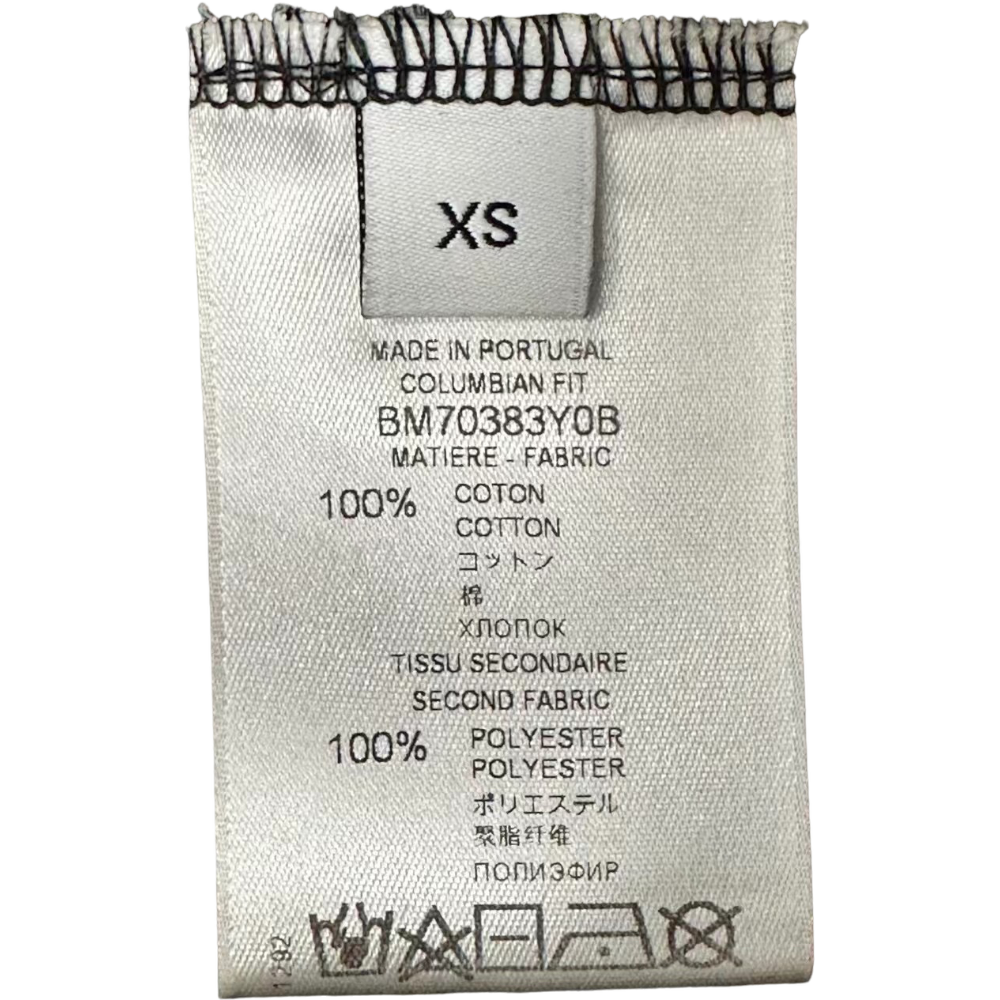 XS
MADE IN PORTUGAL
COLUMBIAN FIT
BM70383Y0B
MATIERE - FABRIC
100% COTON
COTTON
コットン
棉
ХЛОПОК
TISSU SECONDAIRE
SECOND FABRIC
100% POLYESTER
POLYESTER
ポリエステル
聚脂纤维
ПОЛИЭФИР
1292